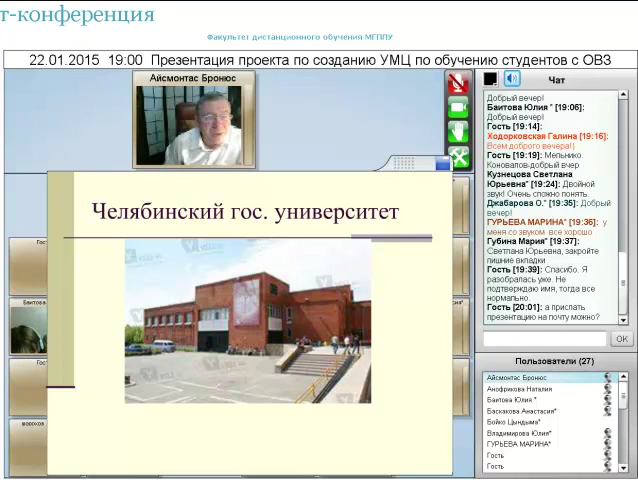 т-конференция
Факультет дистанционного обучения МГППУ
22.01.2015 19:00 Презентация проекта по созданию УМЦ по обучению студентов с ОВЗ
Айсмонтас Бронюс
Челябинский гос. университет
Чат
Добрый вечер!
Баитова Юлия * [19:06]:
Добрый вечер!
Гость [19:14]:
Ходорковская Галина [19:16]:
Всем доброго вечера!)
Гость [19:19]: Мельнико.
Коновалов-добрый вчер
Кузнецова Светлана
Юрьевна* [19:24]: Двойной
звук! Очень сложно понять.
Джабарова О.* [19:35]: Добрый
вечер!
ГУРЬЕВА МАРИНА* [19:36]: у
меня со звуком все хорошо
Губина Мария* [19:37]:
Светлана Юрьевна, закройте
лишние вкладки
Гость [19:39]: Спасибо. Я
разобралась уже. Не
подтверждаю имя, тогда все
нормально.
Гость [20:01]: а прислать
презентацию на почту можно?
OK
Пользователи (27)
Айсмонтас Бронюс
Анофрикова Наталия
Баитова Юлия *
Баскакова Анастасия*
Бойко Цындыма*
Владимирова Юлия*
ГУРЬЕВА МАРИНА*
Гость
Гость
Гост
Баитова
Гост